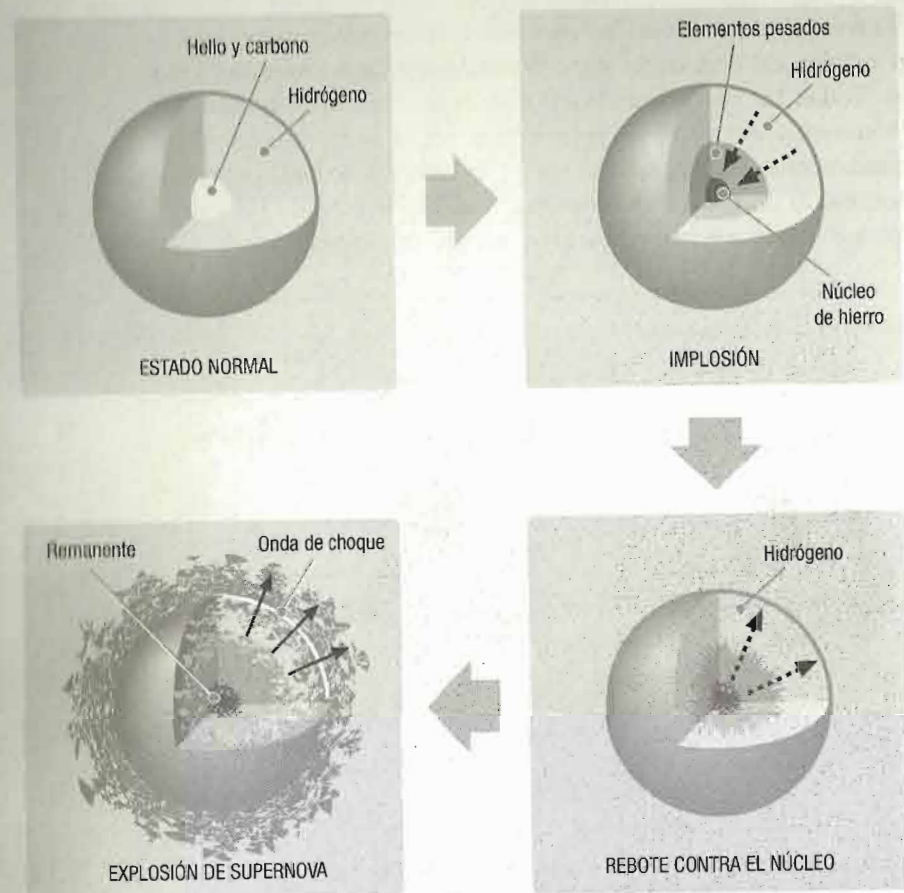 Helio y carbono
Hidrógeno
ESTADO NORMAL
Elementos pesados
Hidrógeno
Núcleo
de hierro
IMPLOSIÓN
Hidrógeno
REBOTE CONTRA EL NÚCLEO
Remanente
Onda de choque
EXPLOSIÓN DE SUPERNOVA